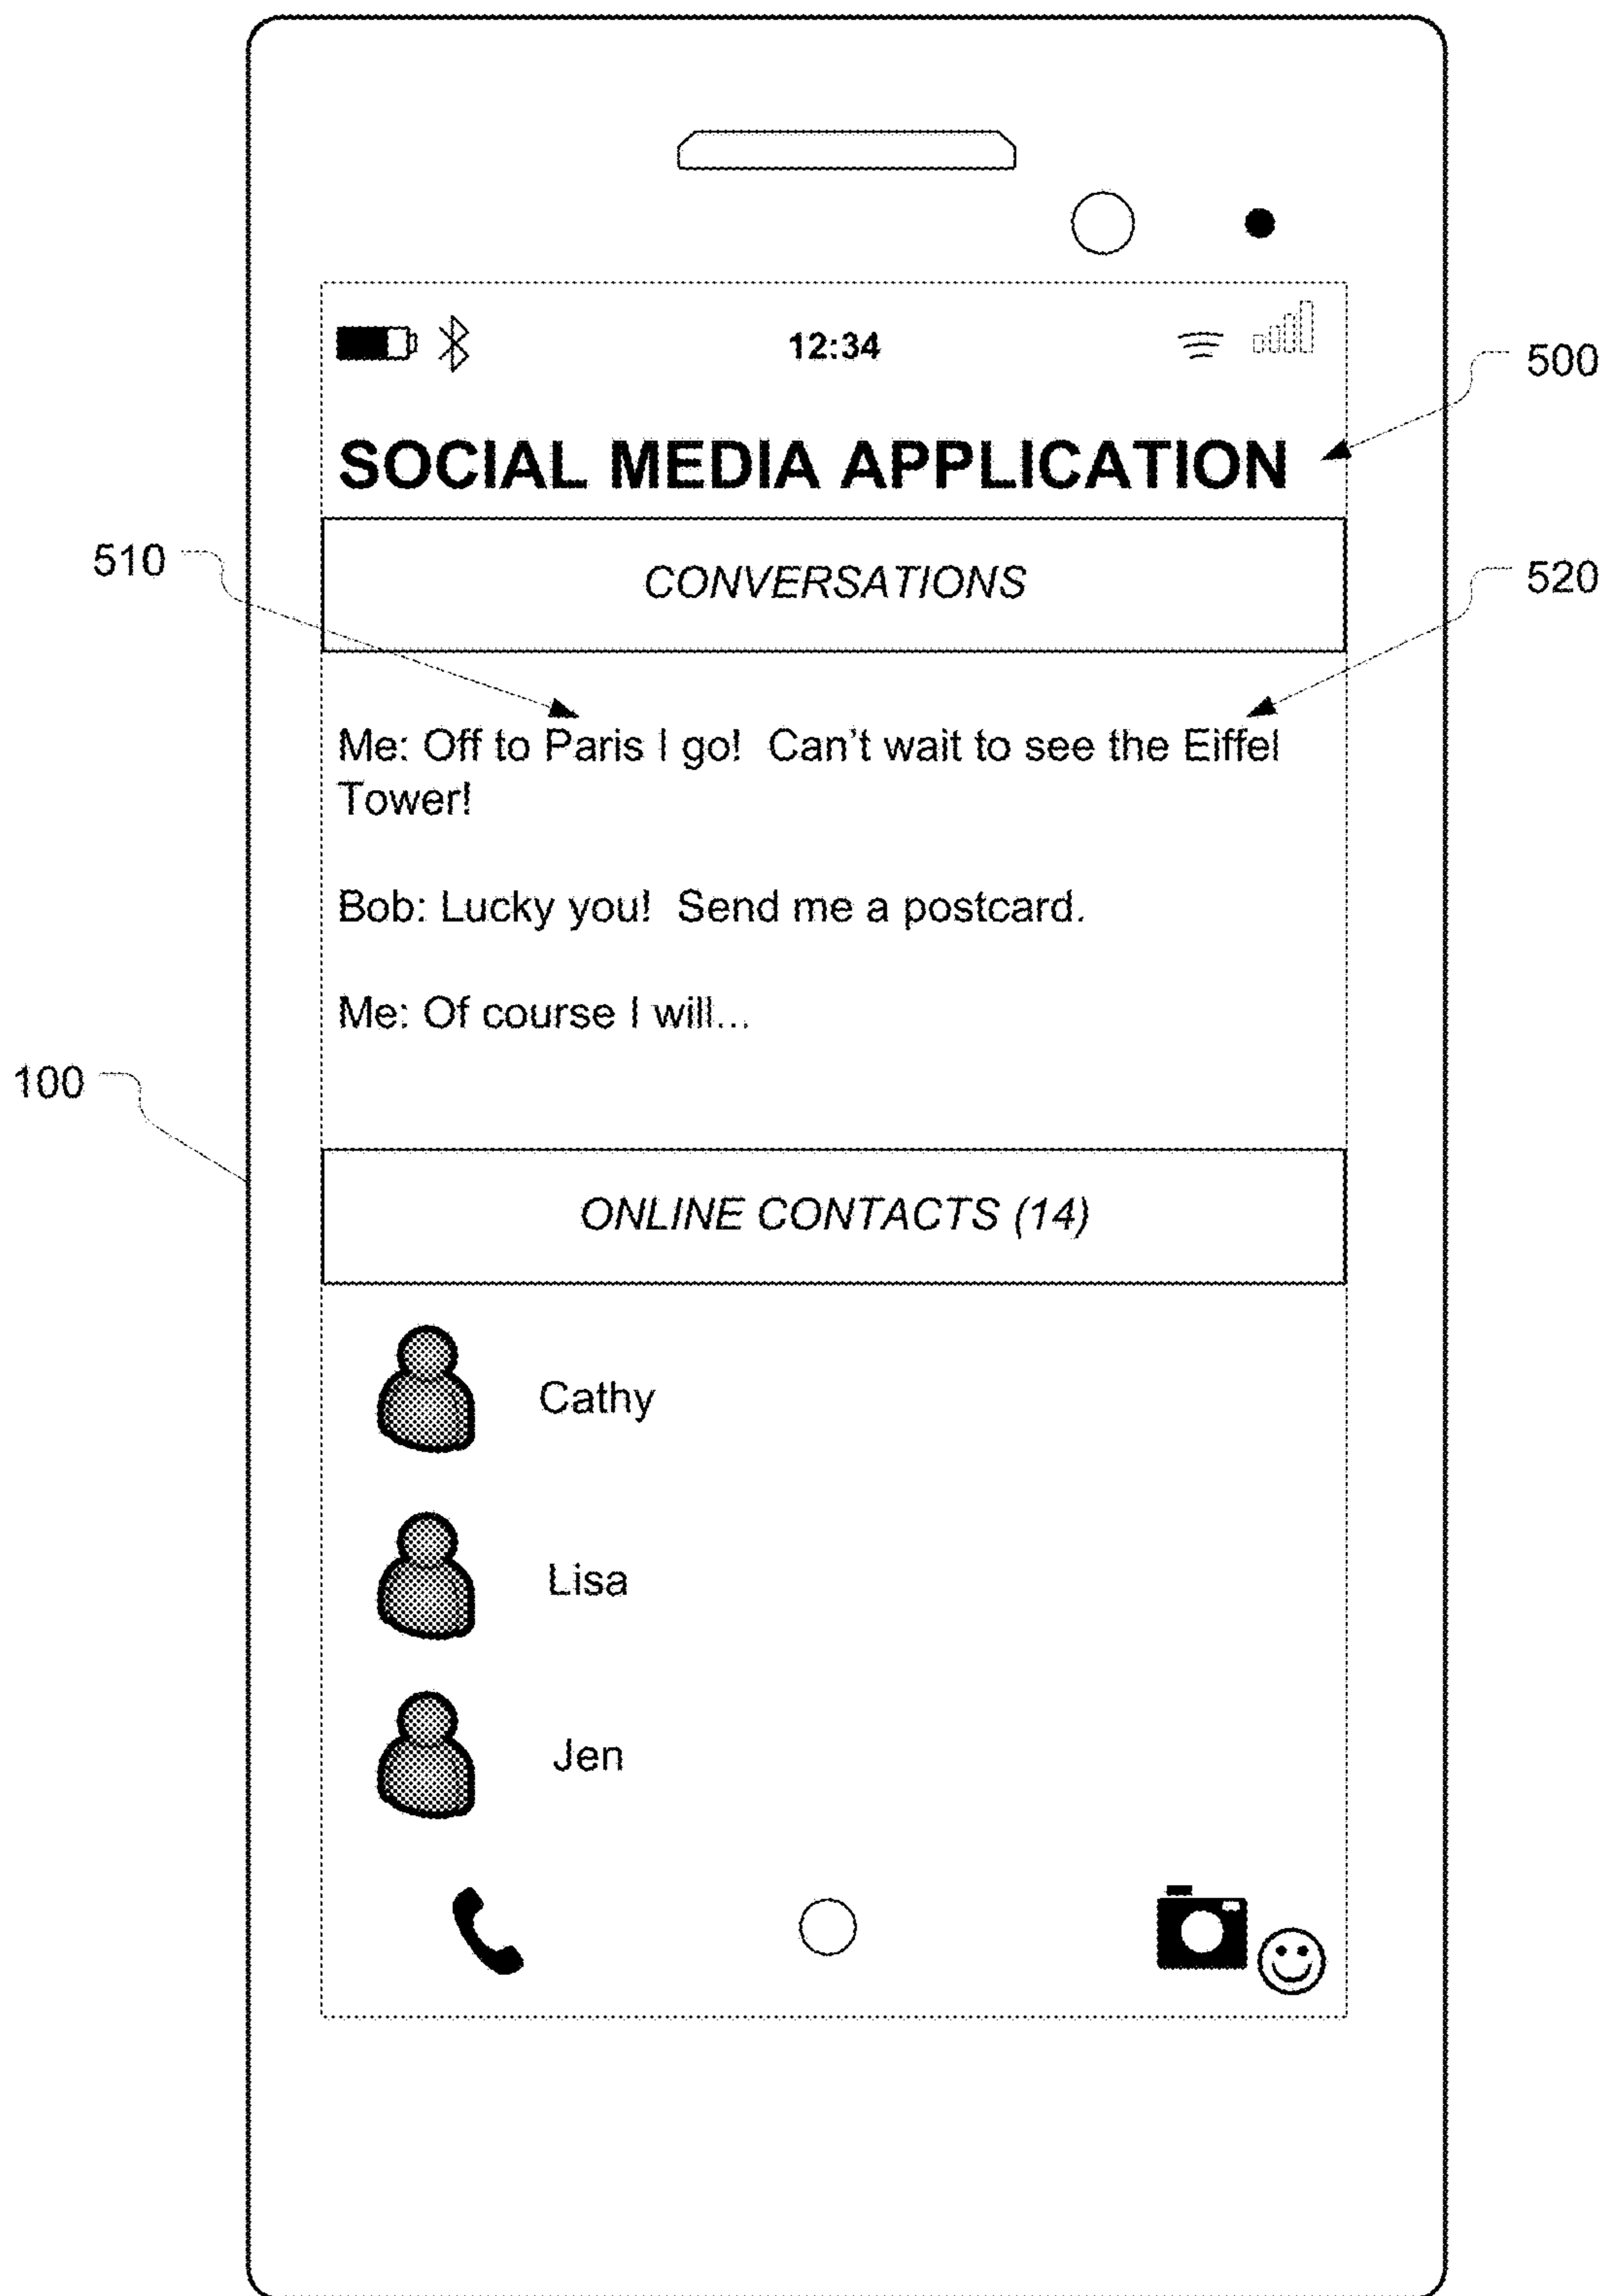 12:34
500
SOCIAL MEDIA APPLICATION
510
CONVERSATIONS
520
Me: Off to Paris I go!  Can't wait to see the Eiffel
Tower!
Bob: Lucky you!  Send me a postcard.
Me: Of course I will...
100
ONLINE CONTACTS (14)
Cathy
Lisa
Jen